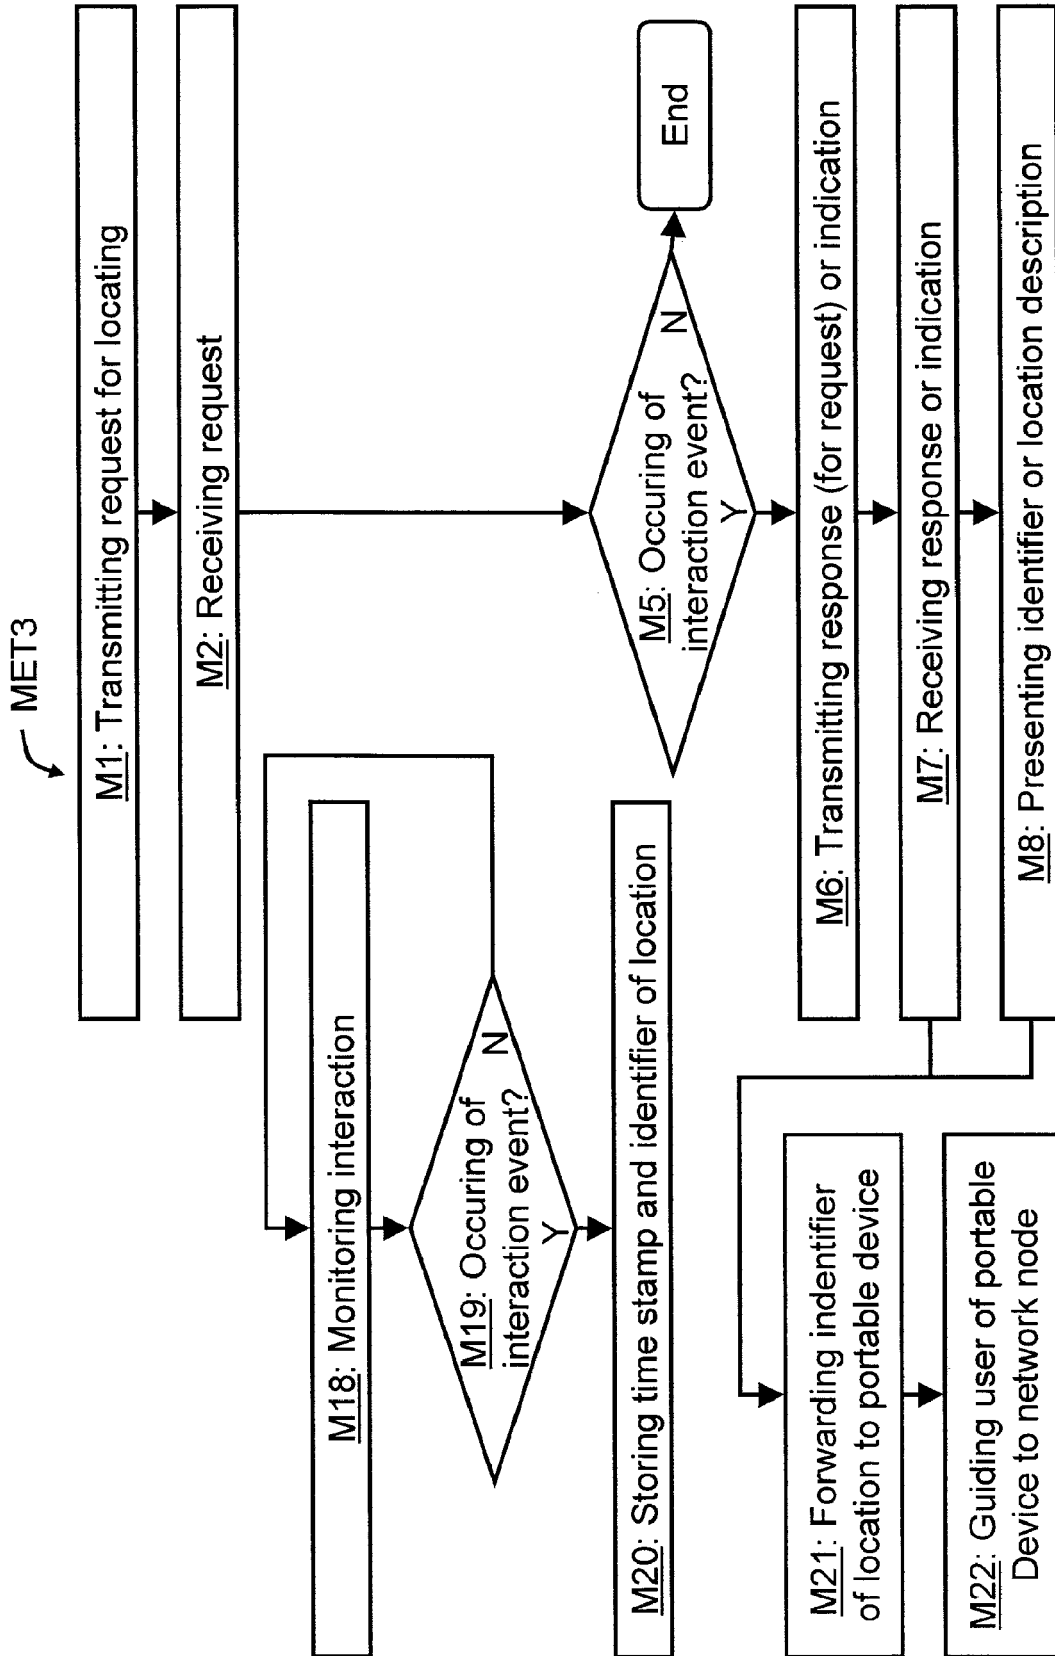 MET3
M1: Transmitting request for locating
M2: Receiving request
M18: Monitoring interaction
M19: Occuring of
interaction event?
N
Y
M20: Storing time stamp and identifier of location
M5: Occuring of
interaction event?
N
Y
End
M6: Transmitting response (for request) or indication
M7: Receiving response or indication
M8: Presenting identifier or location description
M21: Forwarding indentifier
of location to portable device
M22: Guiding user of portable
Device to network node